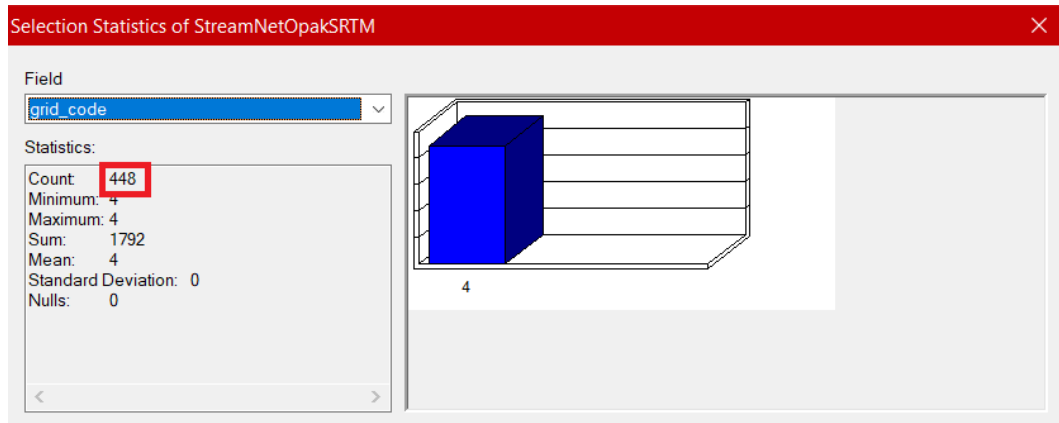 Selection Statistics of StreamNetOpakSRTM
Field
grid_code
Statistics:
Count: 448
Minimum: 4
Maximum: 4
Sum: 1792
Mean: 4
Standard Deviation: 0
Nulls: 0
4